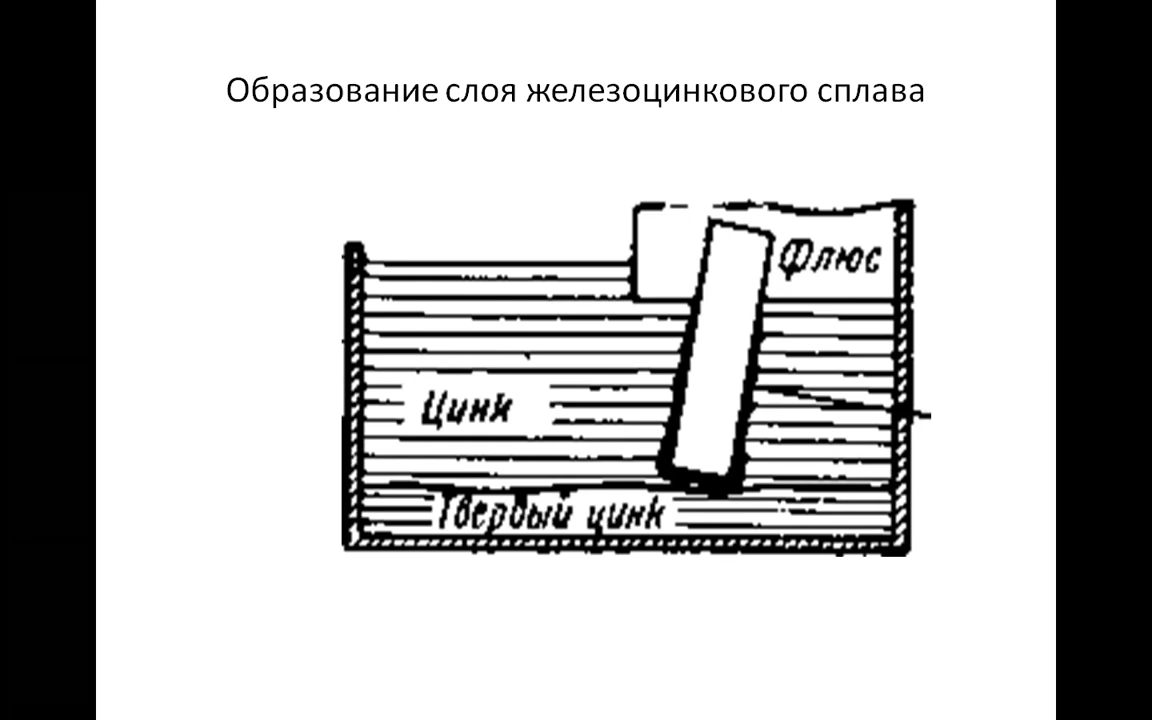 Образование слоя железоцинкового сплава
Флюс
Цинк
Твердый цинк